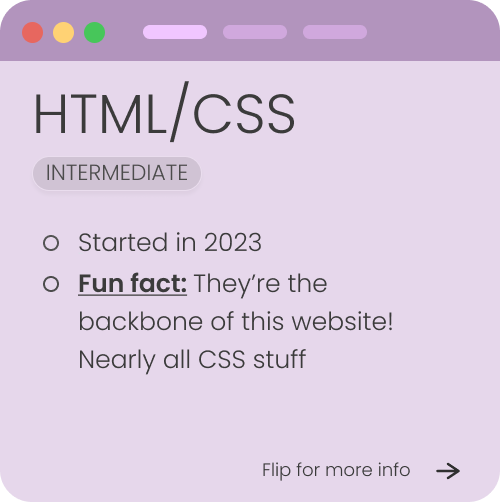 HTML/CSS
INTERMEDIATE
Started in 2023
Fun fact: They’re the
backbone of this website!
Nearly all CSS stuff
Flip for more info